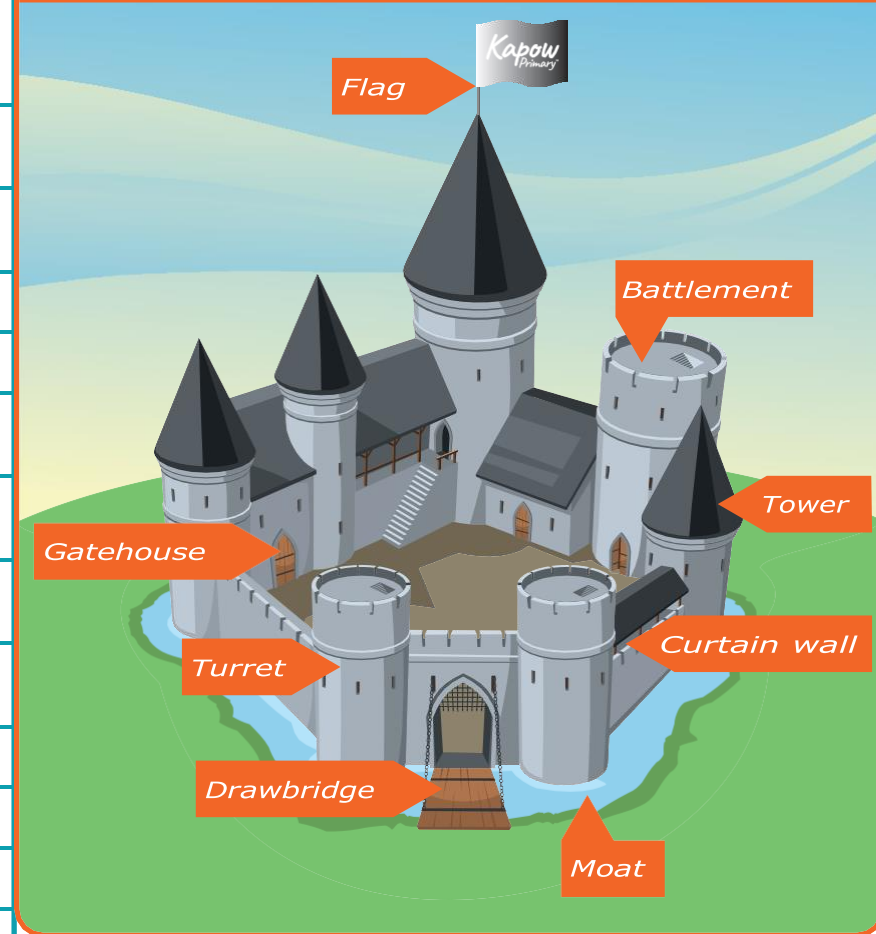 Kapow
Primary
Flag
Battlement
Tower
Gatehouse
Curtain wall
Turret
Drawbridge
Moat